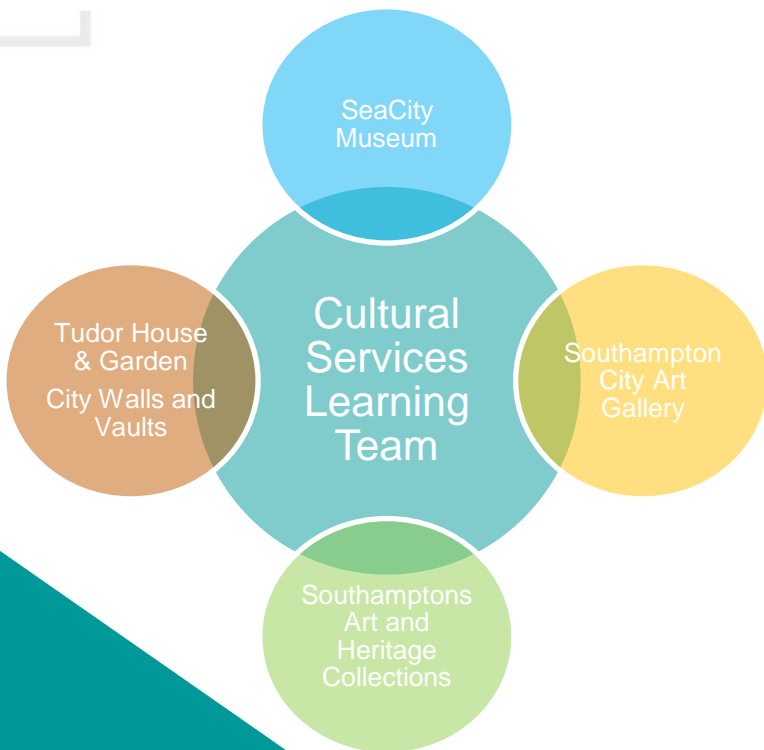 SeaCity
Museum
Cultural
Services
Learning
Team
Tudor House
& Garden
City Walls and
Vaults
Southampton
City Art
Gallery
Southamptons
Art and
Heritage
Collections